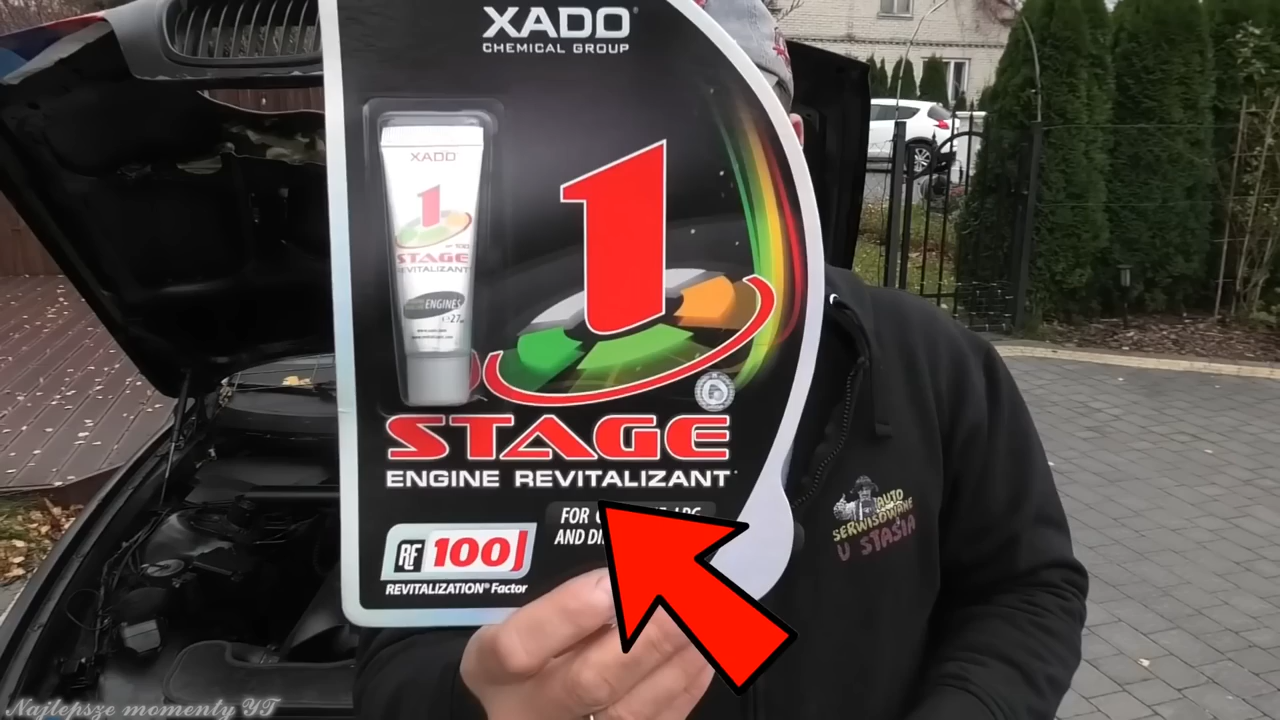 XADO
CHEMICAL GROUP
XADO
1
STAGE
REVITALIZANT
ENGINES
27
1
STAGE
ENGINE REVITALIZANT
FOR
AND
RF 100
REVITALIZATION® Factor
AUTO
SERWISOWANE
U STASIA
Najlepsze momenty YT